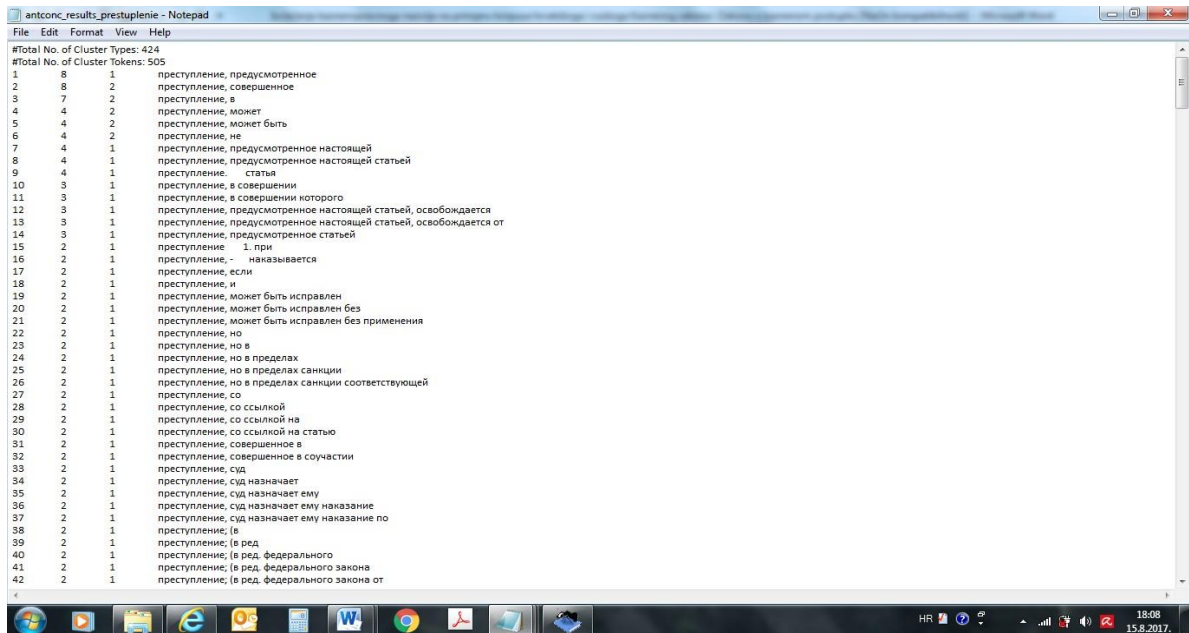 antconc_results_prestuplenie - Notepad
File Edit Format View Help
#Total No. of Cluster Types: 424
#Total No. of Cluster Tokens: 505
1 8 1 преступление, предусмотренное
2 8 2 преступление, совершенное
3 7 2 преступление, в
4 4 2 преступление, может
5 4 2 преступление, может быть
6 4 2 преступление, не
7 4 1 преступление, предусмотренное настоящей
8 4 1 преступление, предусмотренное настоящей статьей
9 4 1 преступление. статья
10 3 1 преступление, в совершении
11 3 1 преступление, в совершении которого
12 3 1 преступление, предусмотренное настоящей статьей, освобождается
13 3 1 преступление, предусмотренное настоящей статьей, освобождается от
14 3 1 преступление, предусмотренное статьей
15 2 1 преступление 1. при
16 2 1 преступление, - наказывается
17 2 1 преступление, если
18 2 1 преступление, и
19 2 1 преступление, может быть исправлен
20 2 1 преступление, может быть исправлен без
21 2 1 преступление, может быть исправлен без применения
22 2 1 преступление, но
23 2 1 преступление, но в
24 2 1 преступление, но в пределах
25 2 1 преступление, но в пределах санкции
26 2 1 преступление, но в пределах санкции соответствующей
27 2 1 преступление, со
28 2 1 преступление, со ссылкой
29 2 1 преступление, со ссылкой на
30 2 1 преступление, со ссылкой на статью
31 2 1 преступление, совершенное в
32 2 1 преступление, совершенное в соучастии
33 2 1 преступление, суд
34 2 1 преступление, суд назначает
35 2 1 преступление, суд назначает ему
36 2 1 преступление, суд назначает ему наказание
37 2 1 преступление, суд назначает ему наказание по
38 2 1 преступление; (в
39 2 1 преступление; (в ред
40 2 1 преступление; (в ред. федерального
41 2 1 преступление; (в ред. федерального закона
42 2 1 преступление; (в ред. федерального закона от
HR 18:08
15.8.2017.